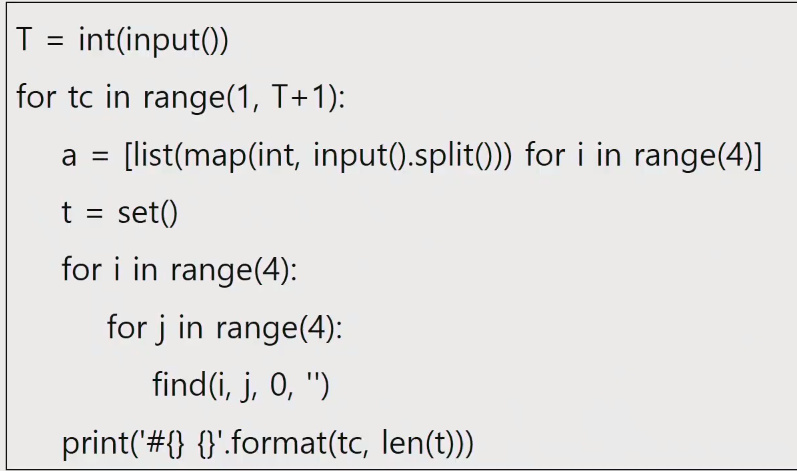 T = int(input())
for tc in range(1, T+1):
a = [list(map(int, input().split())) for i in range(4)]
t = set()
for i in range(4):
for j in range(4):
find(i, j, 0, '')
print('#{} {}'.format(tc, len(t)))